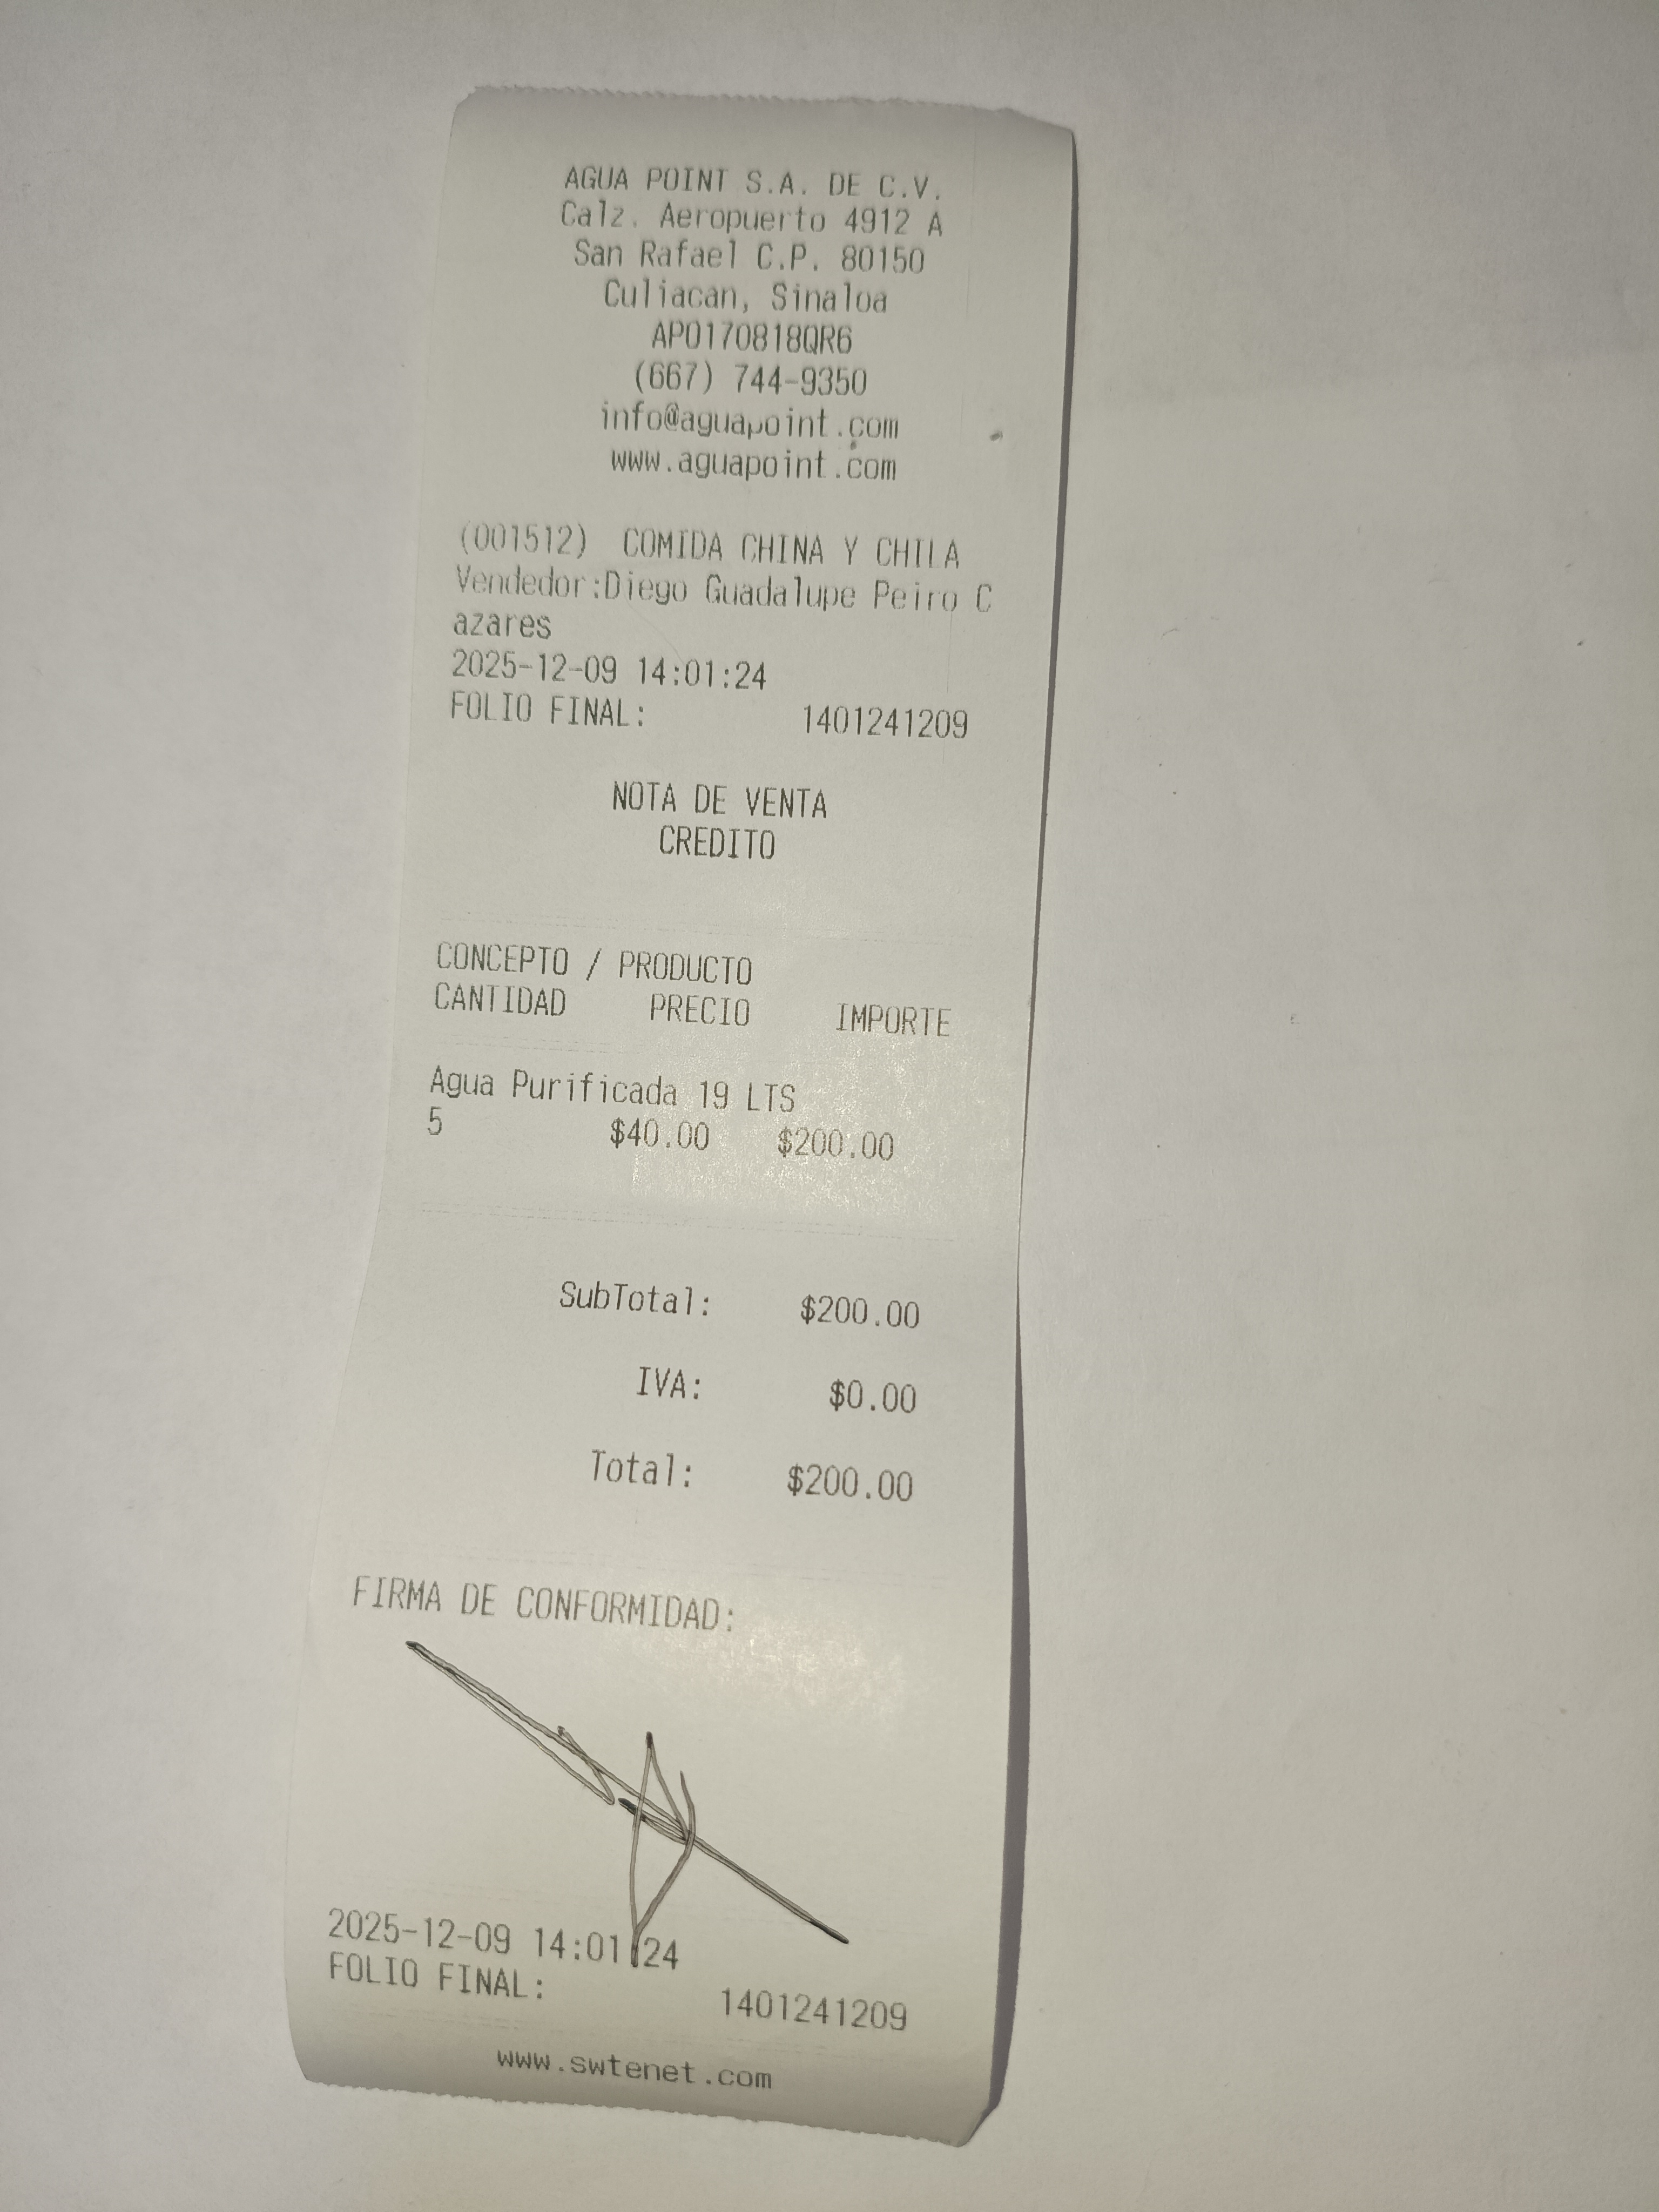 AGUA POINT S.A. DE C.V.
Calz. Aeropuerto 4912 A
San Rafael C.P. 80150
Culiacan, Sinaloa
APO170818QR6
(667) 744-9350
info@aguapoint.com
www.aguapoint.com
(001512) COMIDA CHINA Y CHILA
Vendedor:Diego Guadalupe Peiro C
azares
2025-12-09 14:01:24
FOLIO FINAL: 1401241209
NOTA DE VENTA
CREDITO
CONCEPTO / PRODUCTO
CANTIDAD PRECIO IMPORTE
Agua Purificada 19 LTS
5 $40.00 $200.00
SubTotal: $200.00
IVA: $0.00
Total: $200.00
FIRMA DE CONFORMIDAD:
2025-12-09 14:01:24
FOLIO FINAL: 1401241209
www.swtenet.com